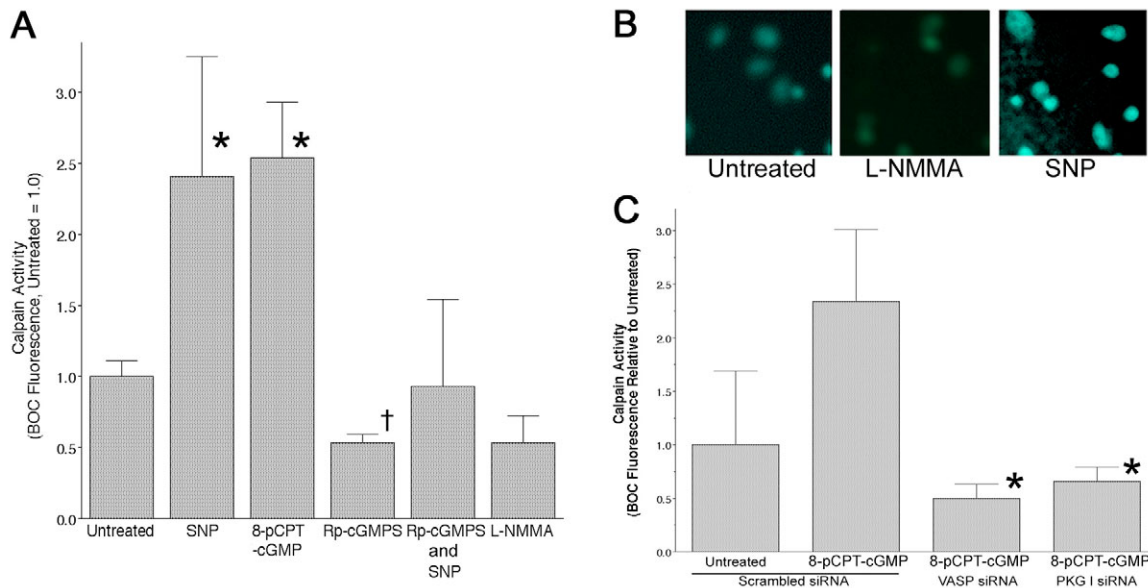 A
Calpain Activity
(BOC Fluorescence, Untreated = 1.0)
3.0
2.5
2.0
1.5
1.0
0.5
0.0
*
*
†
Untreated
SNP
8-pCPT
-cGMP
Rp-cGMPS
Rp-cGMPS
and
SNP
L-NMMA
B
Untreated
L-NMMA
SNP
C
Calpain Activity
(BOC Fluorescence Relative to Untreated)
3.0
2.5
2.0
1.5
1.0
0.5
0.0
*
*
Untreated
8-pCPT-cGMP
8-pCPT-cGMP
8-pCPT-cGMP
Scrambled siRNA
VASP siRNA
PKG I siRNA